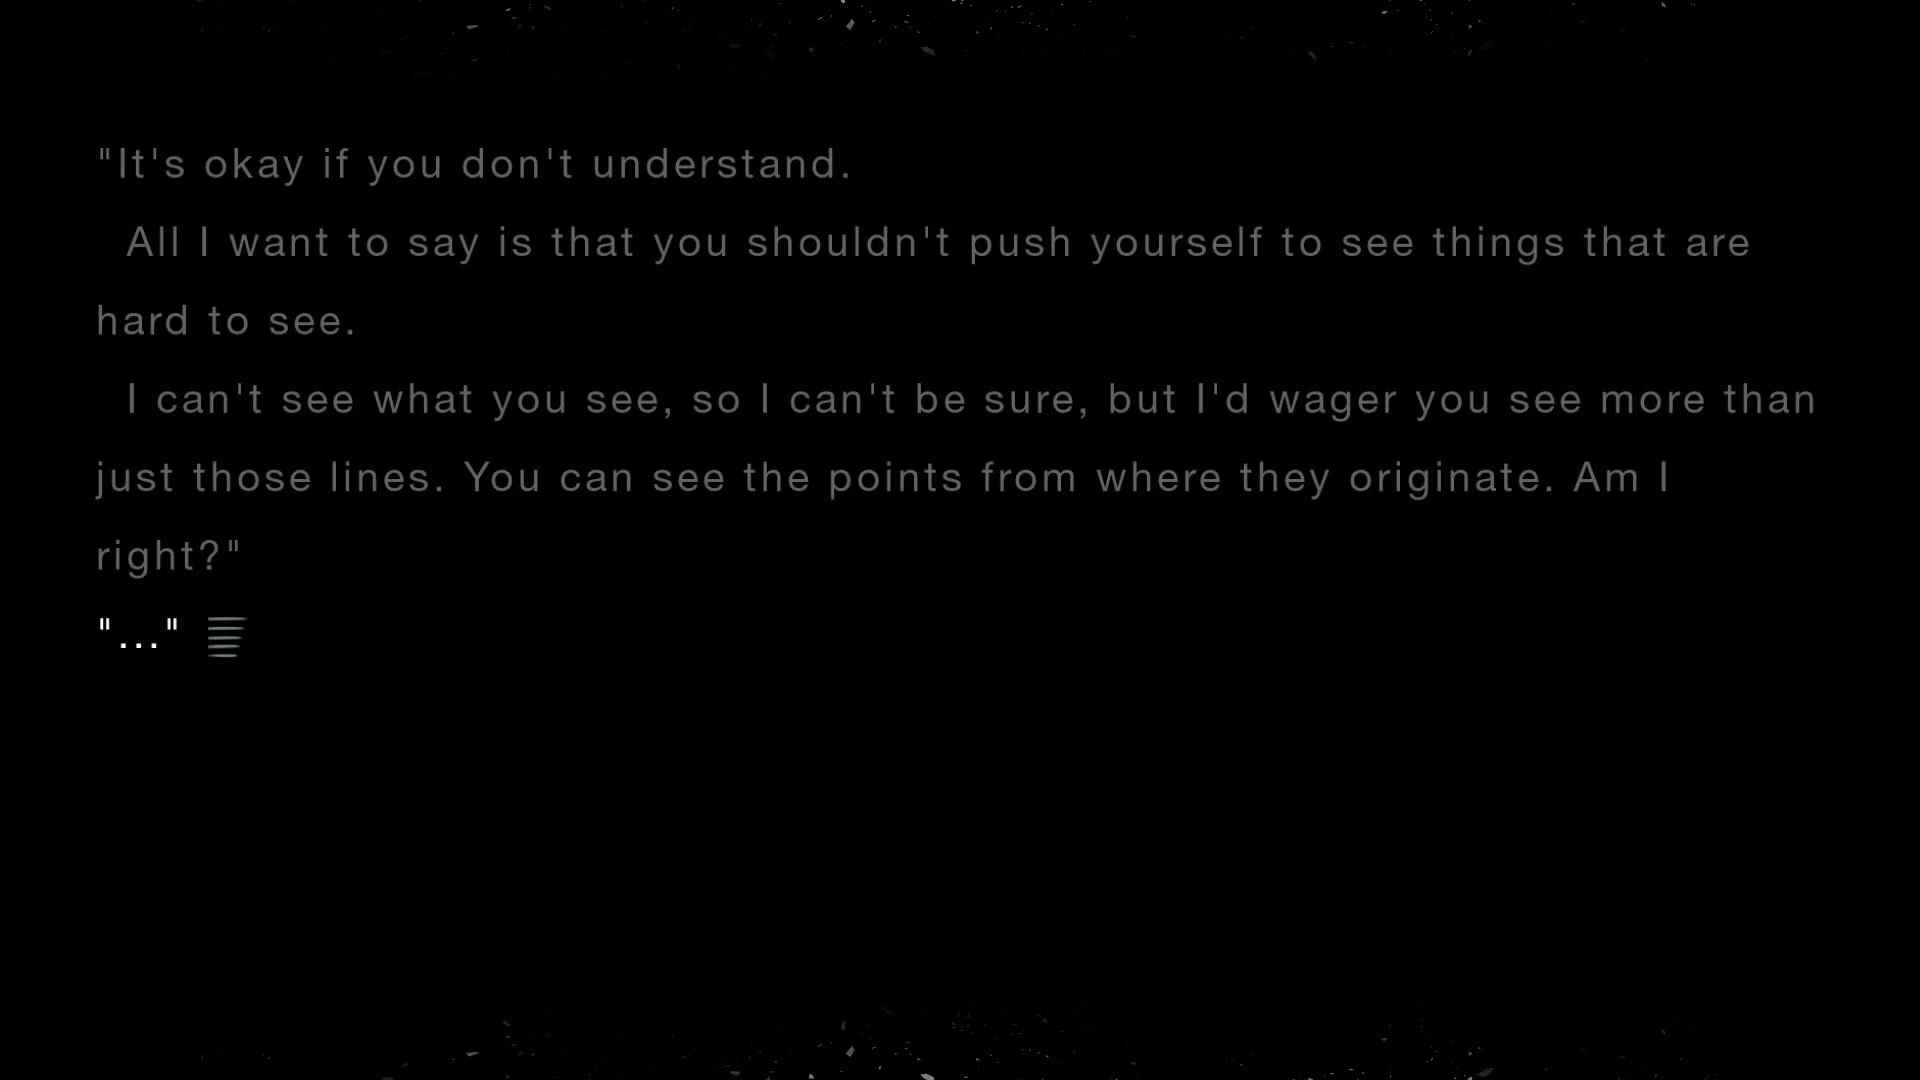 "It's okay if you don't understand.
All I want to say is that you shouldn't push yourself to see things that are
hard to see.
I can't see what you see, so I can't be sure, but I'd wager you see more than
just those lines. You can see the points from where they originate. Am I
right?"
"..."